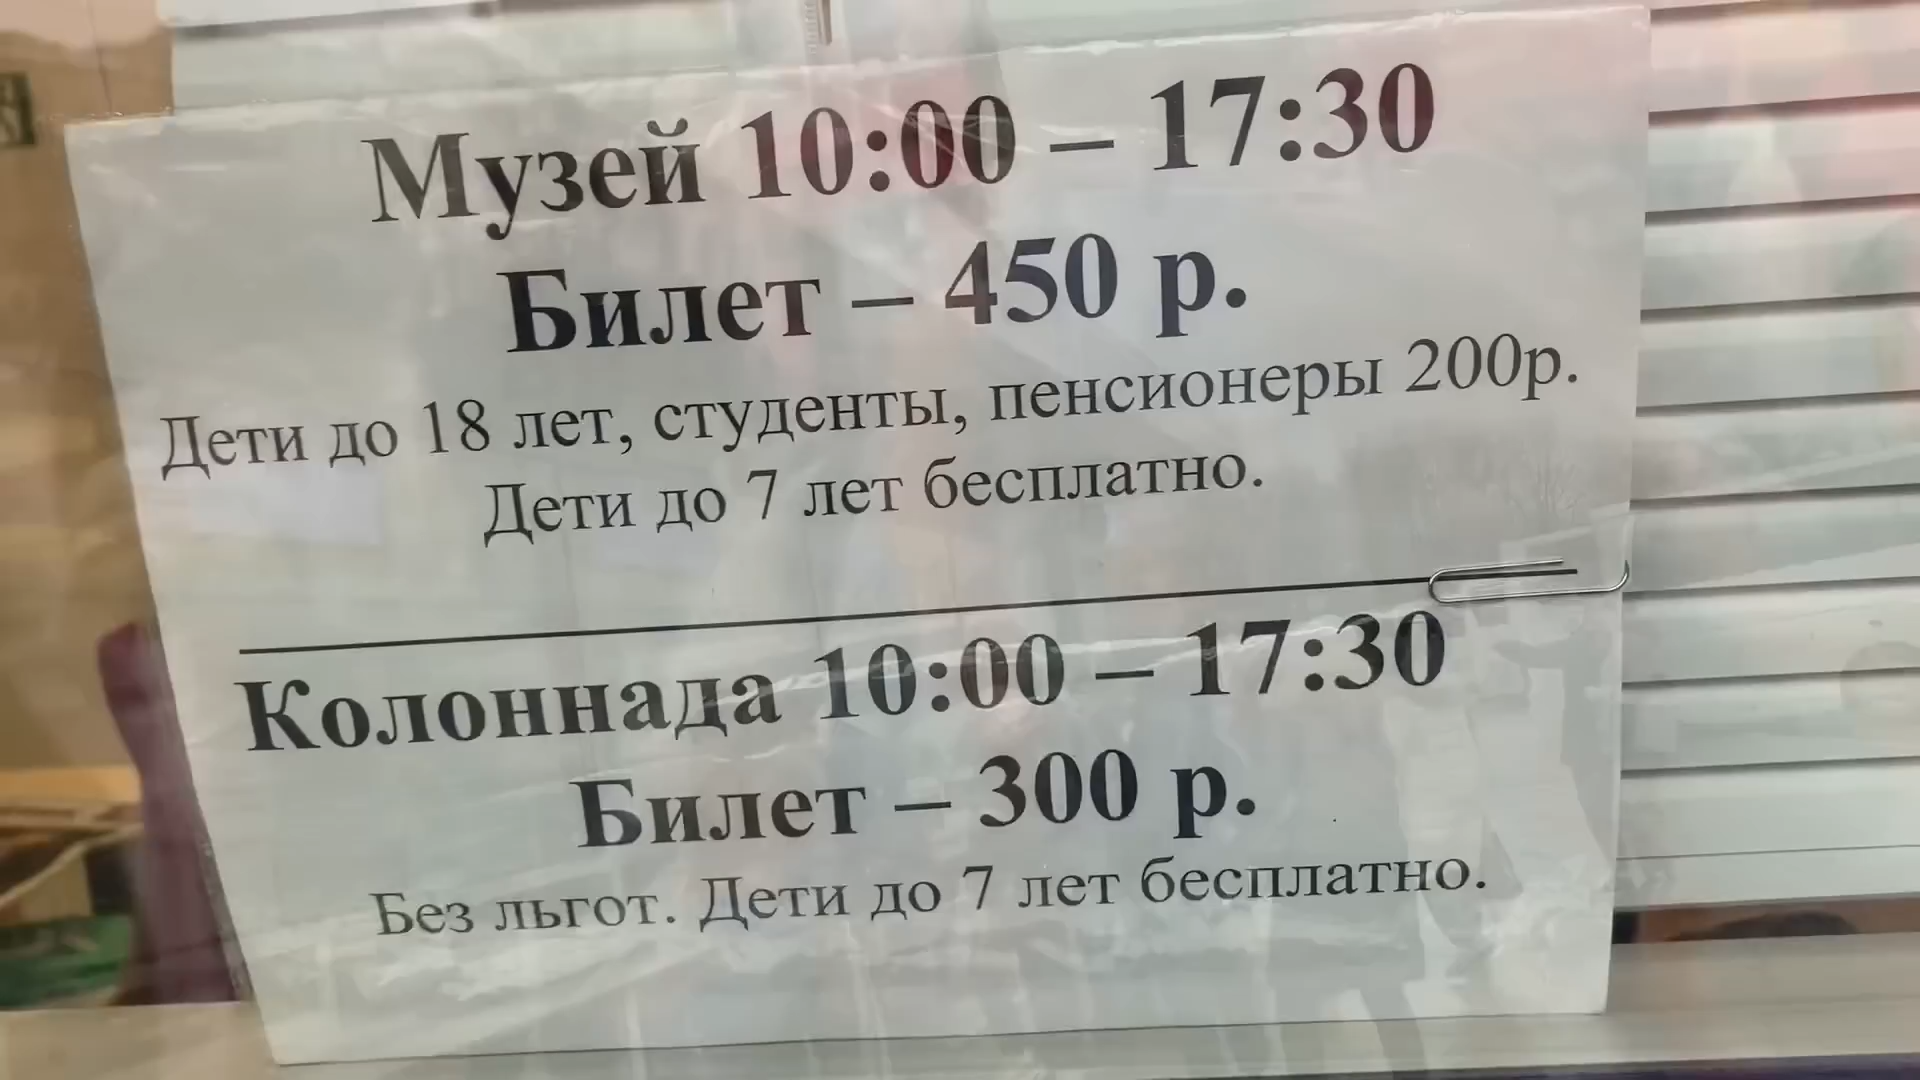 Музей 10:00 – 17:30
Билет – 450 р.
Дети до 18 лет, студенты, пенсионеры 200р.
Дети до 7 лет бесплатно.
Колоннада 10:00 – 17:30
Билет – 300 р.
Без льгот. Дети до 7 лет бесплатно.